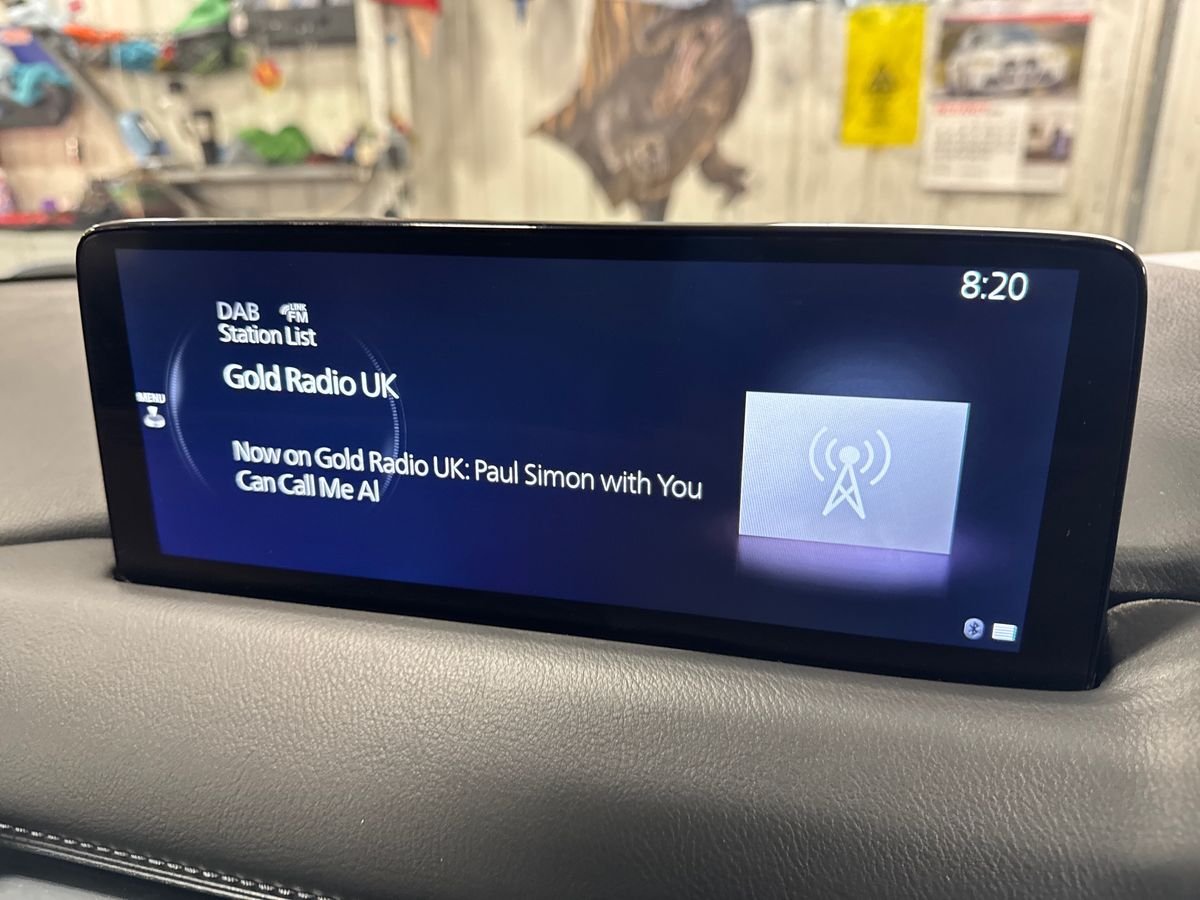 8:20
DAB LINK FM
Station List
Gold Radio UK
MENU
Now on Gold Radio UK: Paul Simon with You
Can Call Me Al